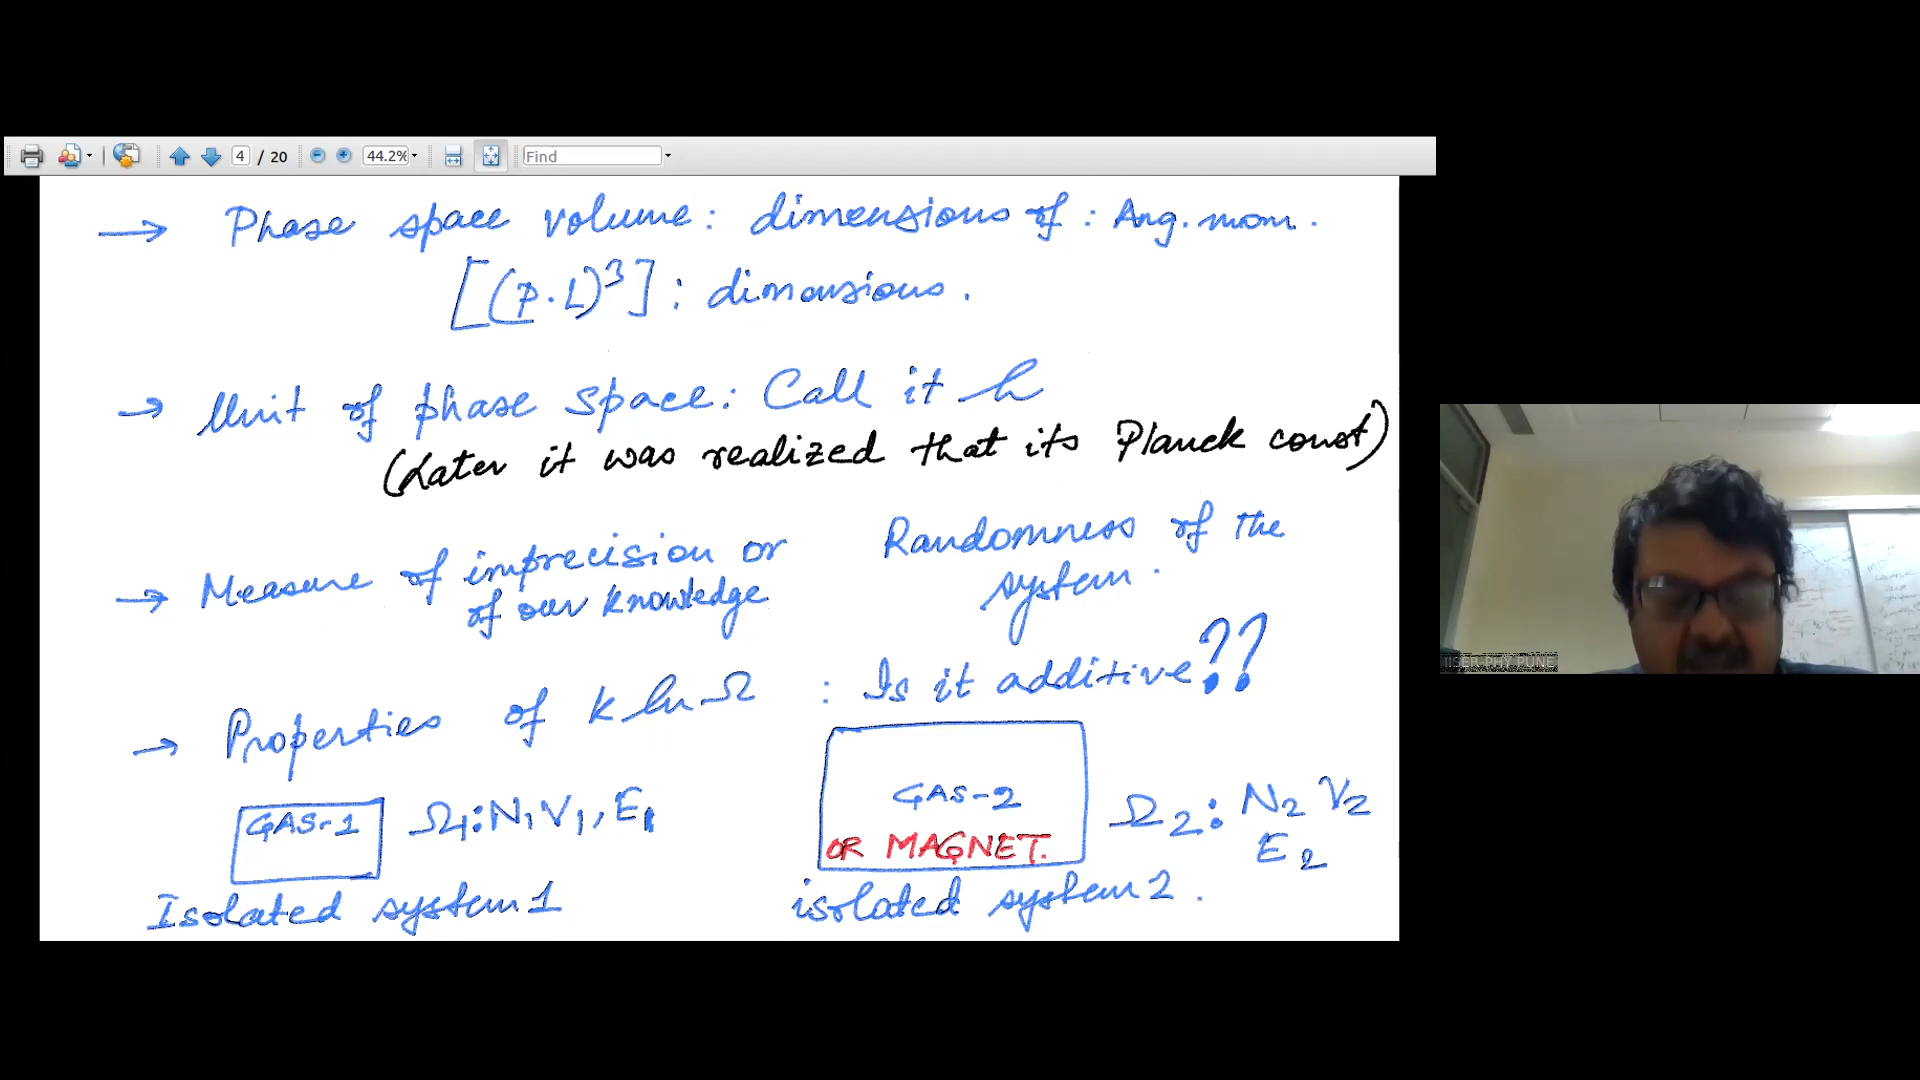 4 / 20 44.2% Find
→ Phase space volume : dimensions of : Ang. mom.
[(p.L)³] : dimensions.
→ Unit of phase space : Call it h
(Later it was realized that its Planck const)
→ Measure of imprecision or
of our knowledge
Randomness of the
system.
→ Properties of k ln Ω : Is it additive??
GAS-1 Ω₁: N₁ V₁, E₁
GAS-2
OR MAGNET.
Ω₂: N₂ V₂
E₂
Isolated system 1
isolated system 2.
IISER PHY PUNE